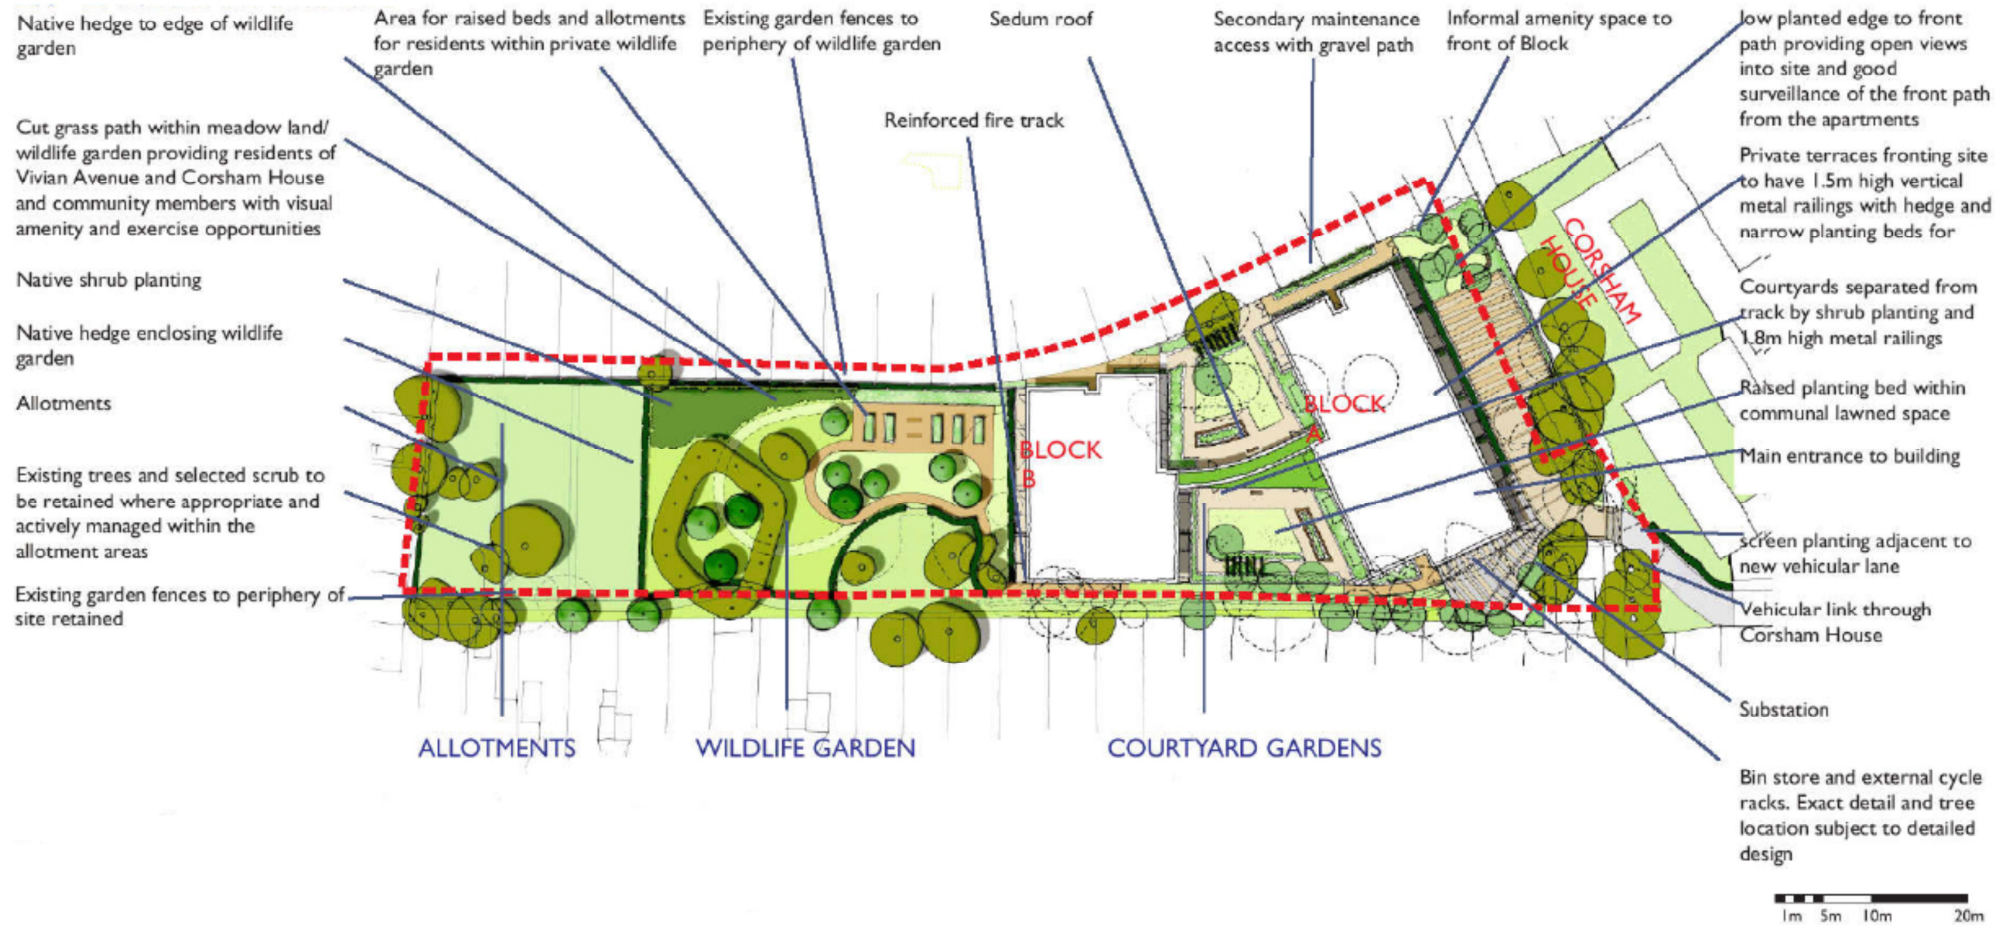 Native hedge to edge of wildlife
garden
Area for raised beds and allotments
for residents within private wildlife
garden
Existing garden fences to
periphery of wildlife garden
Sedum roof
Secondary maintenance
access with gravel path
Informal amenity space to
front of Block
low planted edge to front
path providing open views
into site and good
surveillance of the front path
from the apartments
Reinforced fire track
Cut grass path within meadow land/
wildlife garden providing residents of
Vivian Avenue and Corsham House
and community members with visual
amenity and exercise opportunities
Private terraces fronting site
to have 1.5m high vertical
metal railings with hedge and
narrow planting beds for
Native shrub planting
Courtyards separated from
track by shrub planting and
1.8m high metal railings
Native hedge enclosing wildlife
garden
Allotments
Raised planting bed within
communal lawned space
Existing trees and selected scrub to
be retained where appropriate and
actively managed within the
allotment areas
Main entrance to building
screen planting adjacent to
new vehicular lane
Existing garden fences to periphery of
site retained
Vehicular link through
Corsham House
Substation
Bin store and external cycle
racks. Exact detail and tree
location subject to detailed
design
CORSHAM
HOUSE
BLOCK
A
BLOCK
B
ALLOTMENTS
WILDLIFE GARDEN
COURTYARD GARDENS
1m 5m 10m 20m